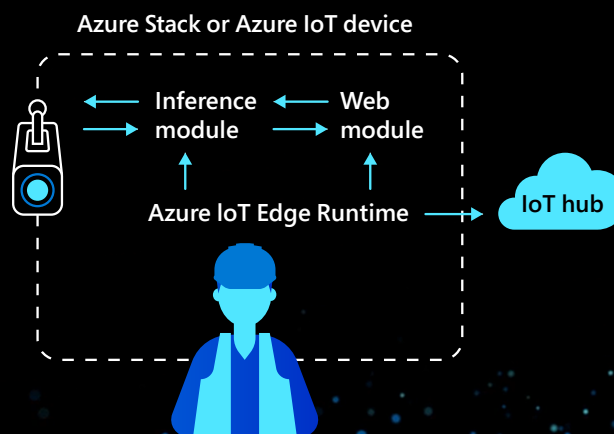 Azure Stack or Azure IoT device
Inference
module
Web
module
Azure IoT Edge Runtime
IoT hub